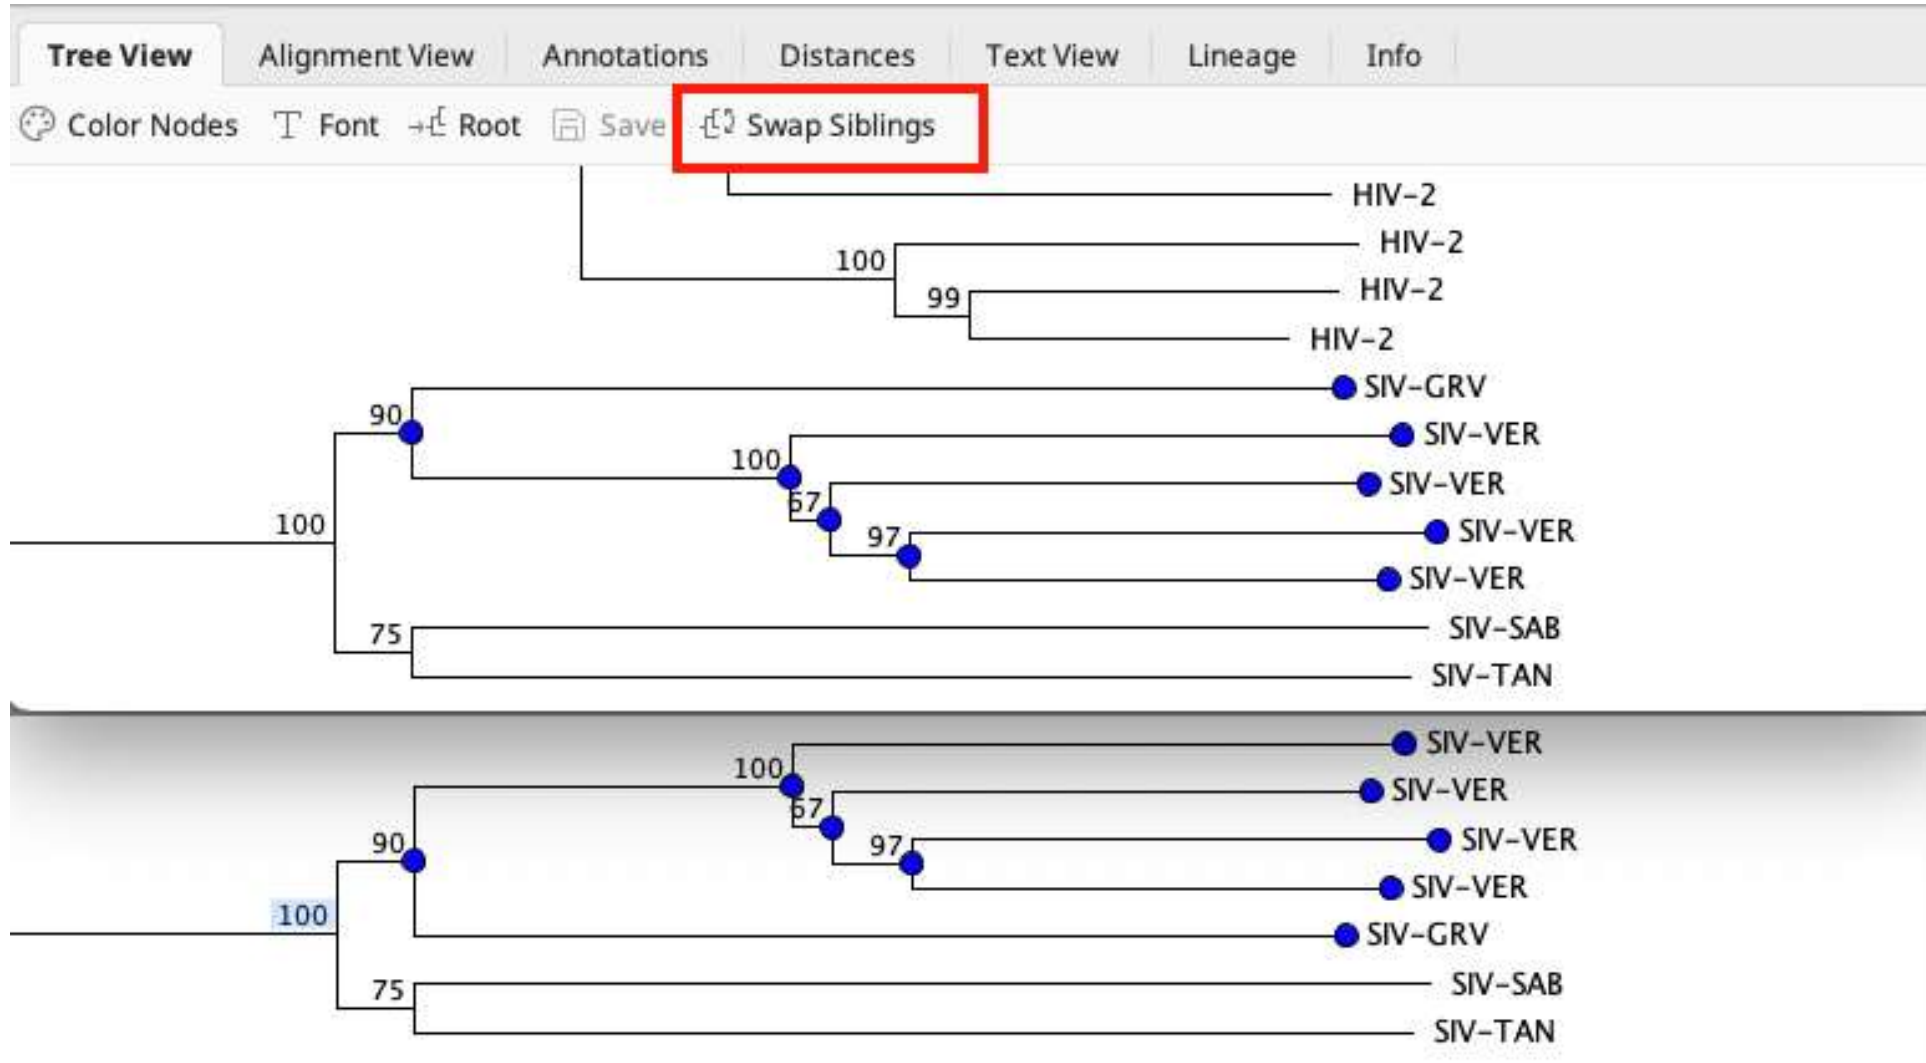 Tree View Alignment View Annotations Distances Text View Lineage Info
Color Nodes Font Root Save Swap Siblings
HIV-2
HIV-2
100
HIV-2
99
HIV-2
SIV-GRV
90
SIV-VER
100
SIV-VER
67
SIV-VER
100
97
SIV-VER
SIV-SAB
75
SIV-TAN
SIV-VER
100
SIV-VER
67
SIV-VER
90
97
SIV-VER
100
SIV-GRV
SIV-SAB
75
SIV-TAN